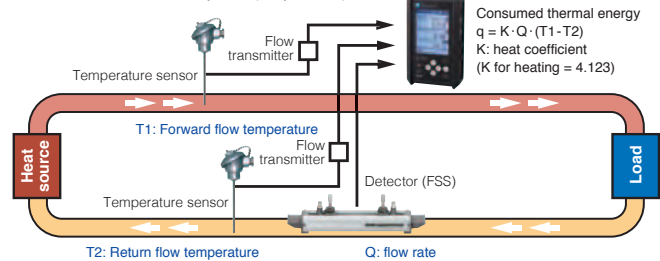 Consumed thermal energy
q = K·Q·(T1-T2)
K: heat coefficient
(K for heating = 4.123)
Flow
transmitter
Temperature sensor
T1: Forward flow temperature
Flow
transmitter
Heat
source
Load
Detector (FSS)
Temperature sensor
T2: Return flow temperature
Q: flow rate